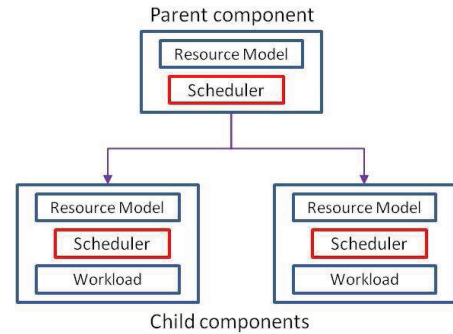 Parent component
Resource Model
Scheduler
Resource Model
Scheduler
Workload
Resource Model
Scheduler
Workload
Child components